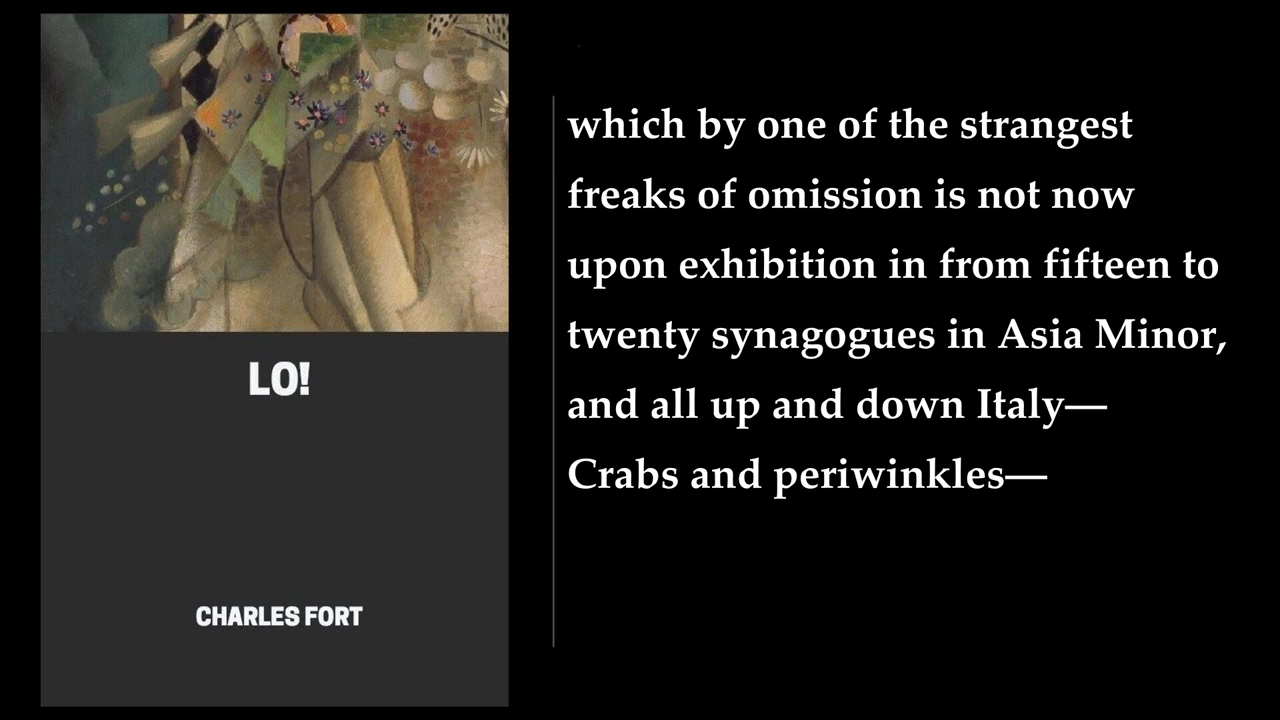 LO!
CHARLES FORT
which by one of the strangest
freaks of omission is not now
upon exhibition in from fifteen to
twenty synagogues in Asia Minor,
and all up and down Italy—
Crabs and periwinkles—